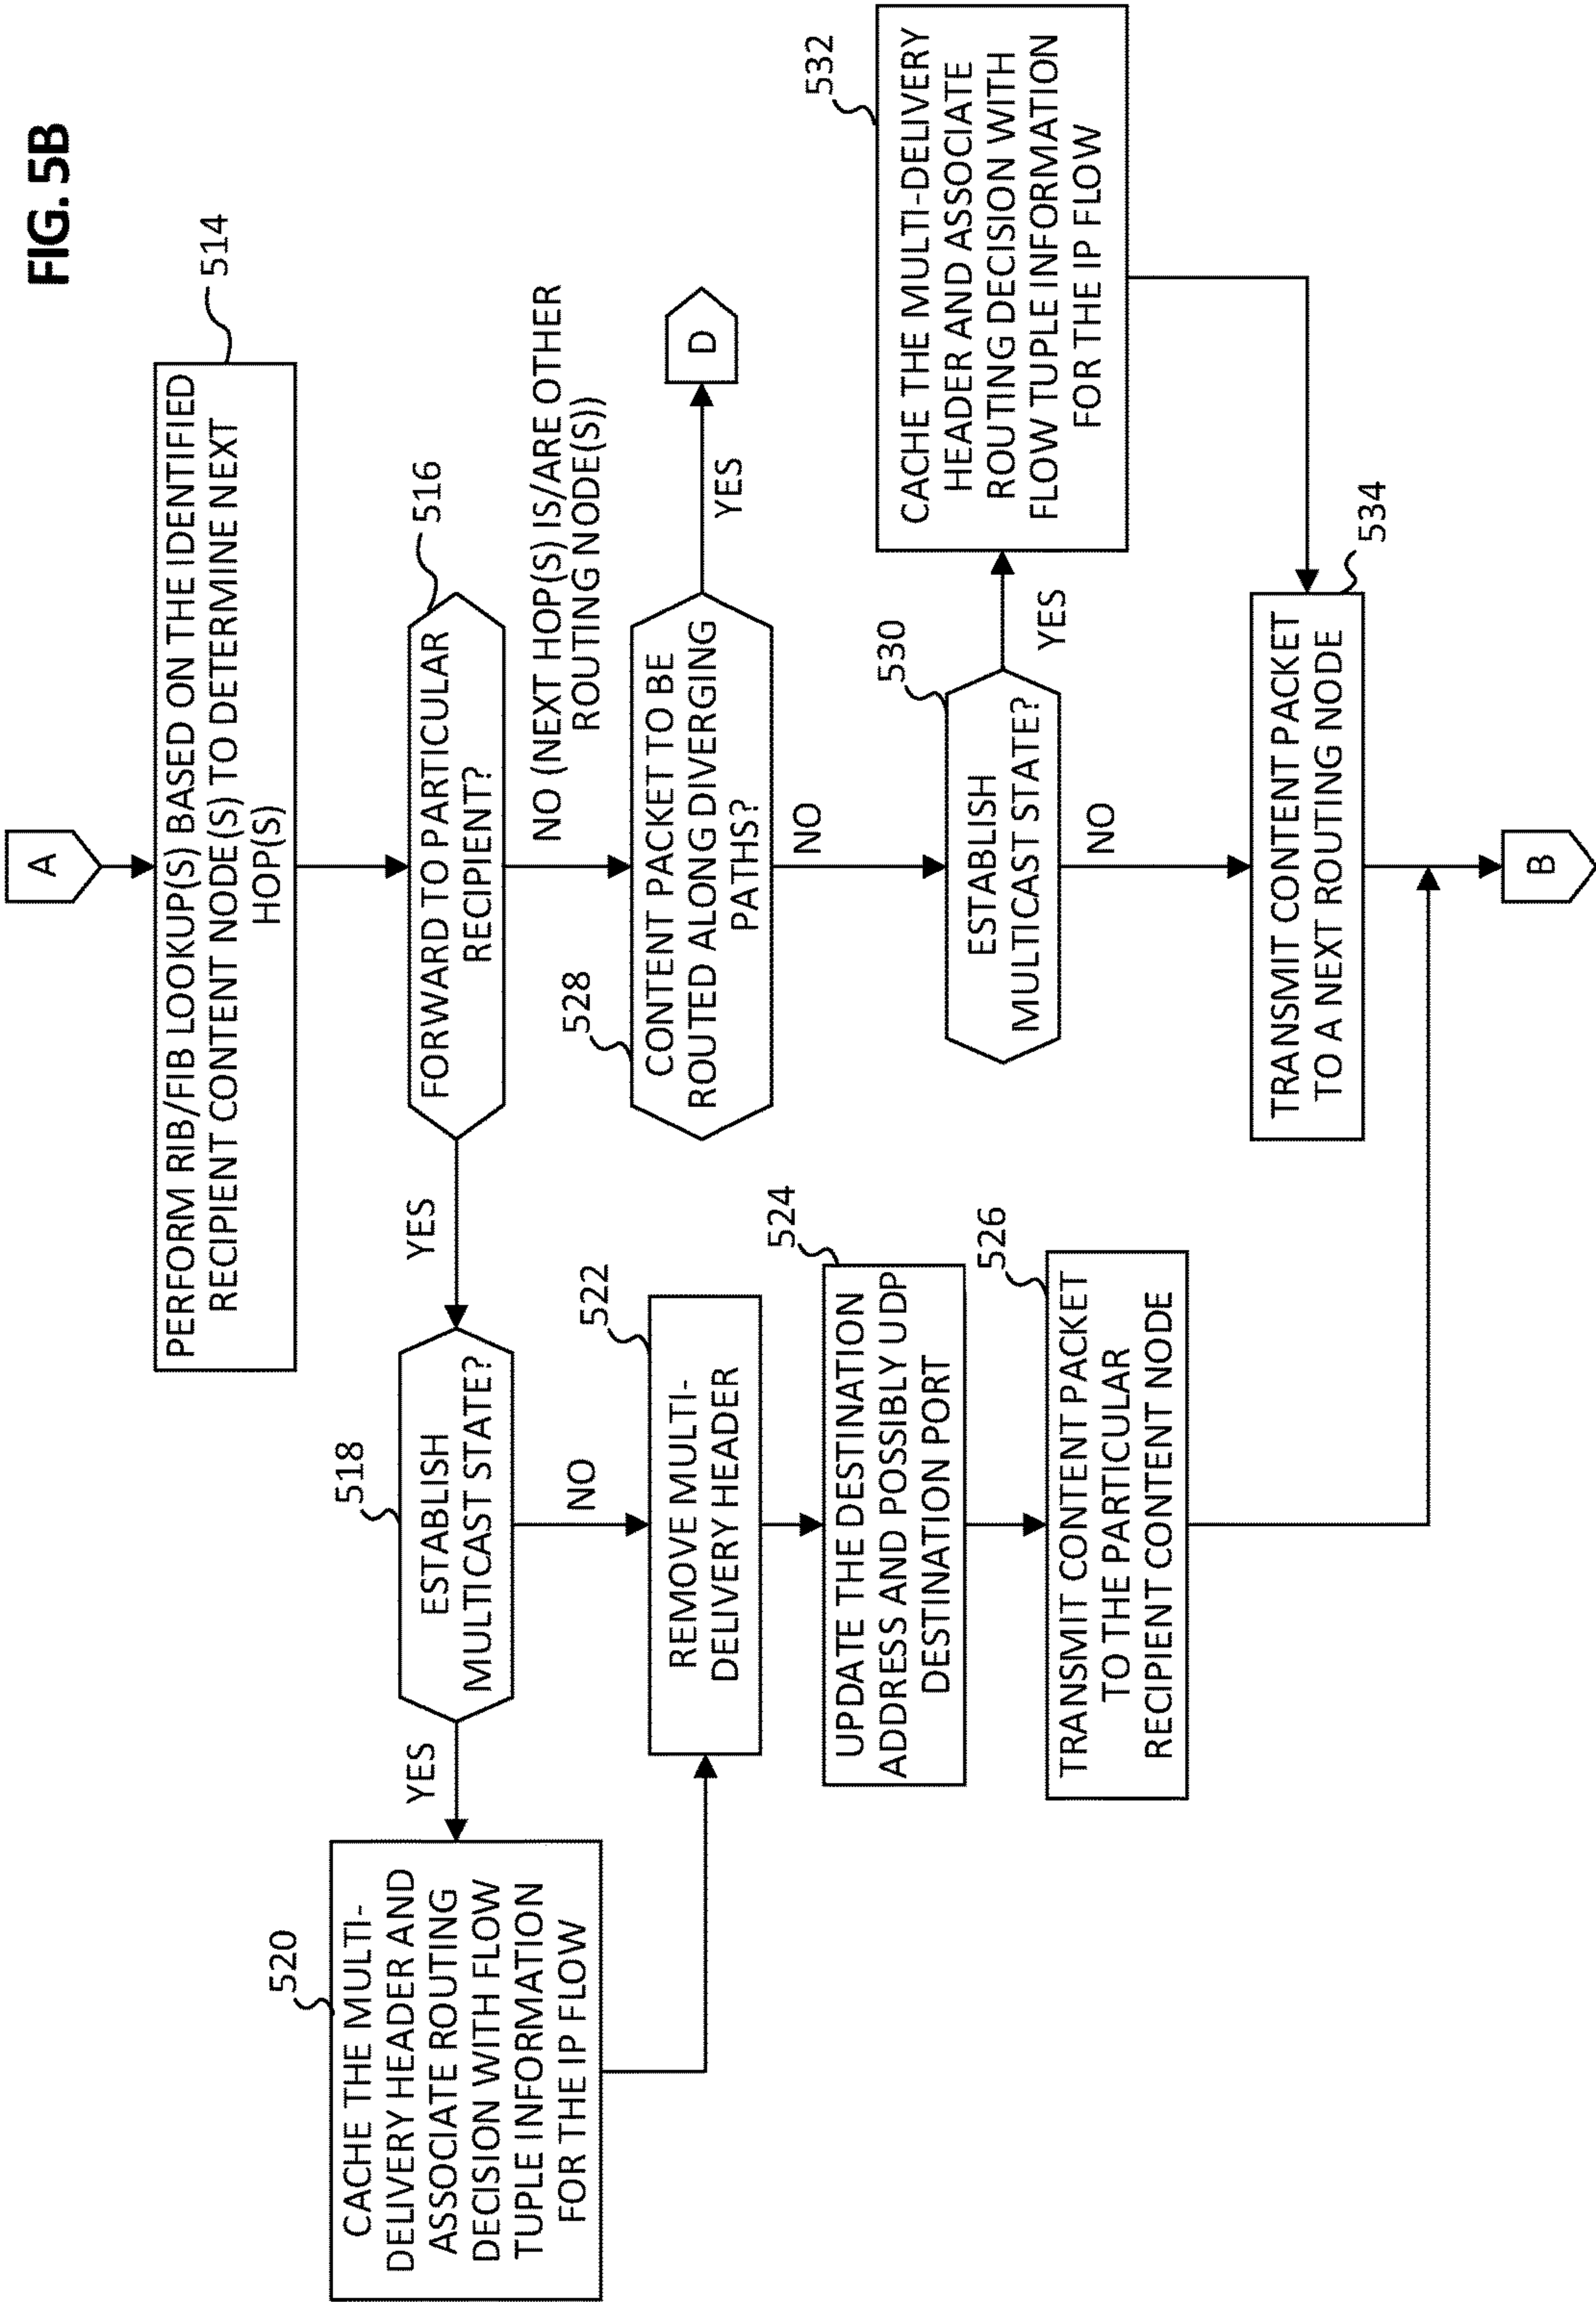 FIG. 5B
A
514
PERFORM RIB/FIB LOOKUP(S) BASED ON THE IDENTIFIED
RECIPIENT CONTENT NODE(S) TO DETERMINE NEXT
HOP(S)
516
FORWARD TO PARTICULAR
RECIPIENT?
YES
NO (NEXT HOP(S) IS/ARE OTHER
ROUTING NODE(S))
518
ESTABLISH
MULTICAST STATE?
YES
NO
520
CACHE THE MULTI-
DELIVERY HEADER AND
ASSOCIATE ROUTING
DECISION WITH FLOW
TUPLE INFORMATION
FOR THE IP FLOW
522
REMOVE MULTI-
DELIVERY HEADER
524
UPDATE THE DESTINATION
ADDRESS AND POSSIBLY UDP
DESTINATION PORT
526
TRANSMIT CONTENT PACKET
TO THE PARTICULAR
RECIPIENT CONTENT NODE
528
CONTENT PACKET TO BE
ROUTED ALONG DIVERGING
PATHS?
YES
D
NO
530
ESTABLISH
MULTICAST STATE?
YES
NO
532
CACHE THE MULTI-DELIVERY
HEADER AND ASSOCIATE
ROUTING DECISION WITH
FLOW TUPLE INFORMATION
FOR THE IP FLOW
534
TRANSMIT CONTENT PACKET
TO A NEXT ROUTING NODE
B